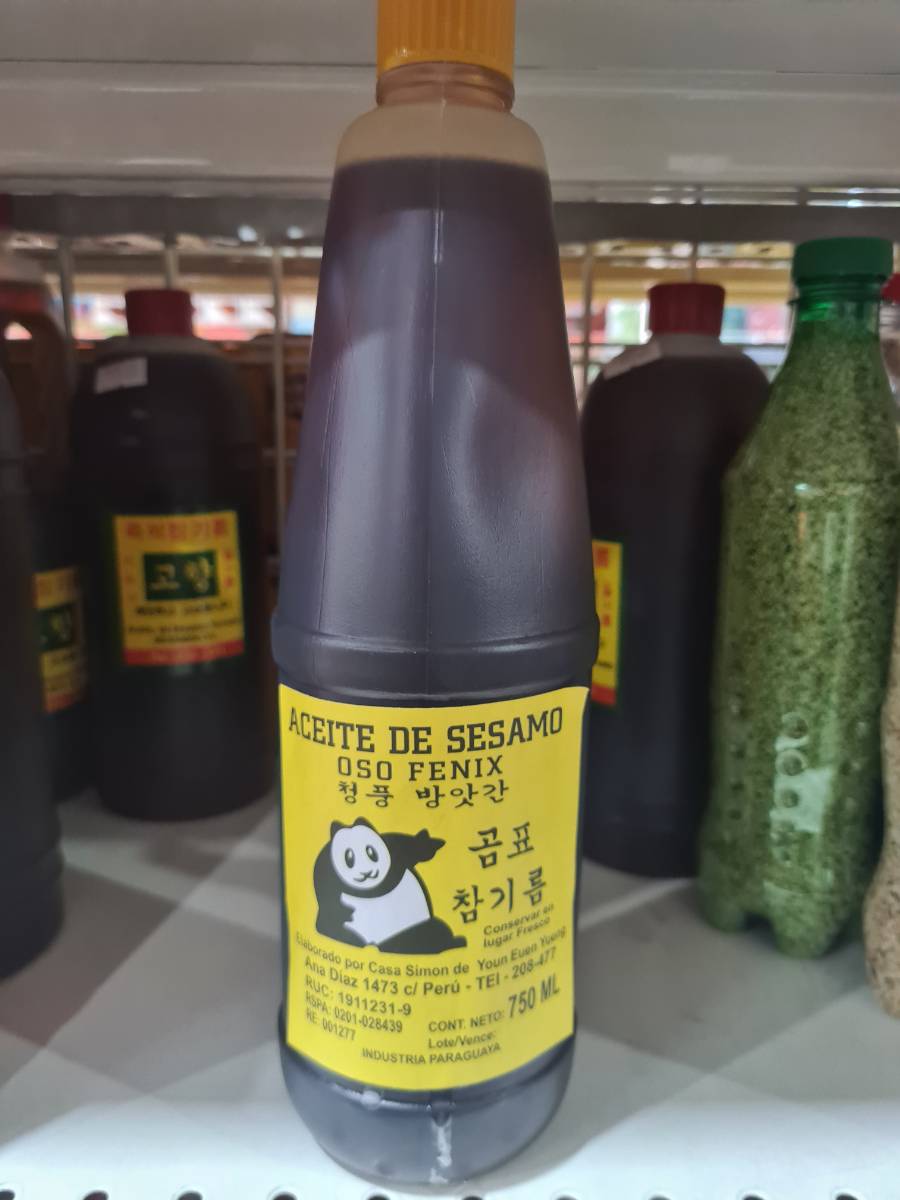 ACEITE DE SESAMO
OSO FENIX
청풍 방앗간
곰표
참기름
Conservar en
lugar Fresco
Elaborado por Casa Simon de Youn Euen Yueng
Ana Diaz 1473 c/ Perú - TEl - 208-477
RUC: 1911231-9
RSPA: 0201-028439
RE: 001277
CONT. NETO: 750 ML
Lote/Vence:
INDUSTRIA PARAGUAYA
고향